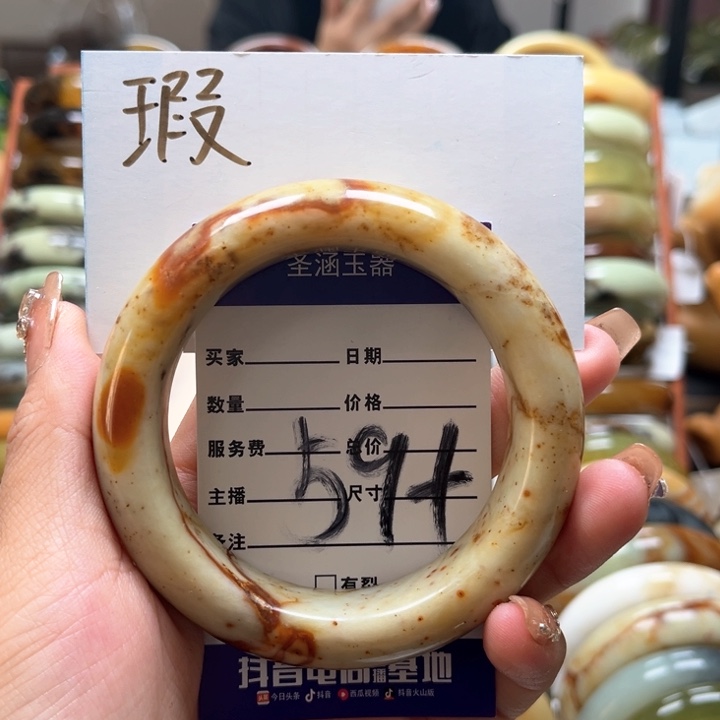 瑕
圣涵玉器
买家 日期
数量 价格
服务费 总价
主播 尺寸
594
备注
有裂
抖音电商直播基地
今日头条 抖音 西瓜视频 抖音火山版